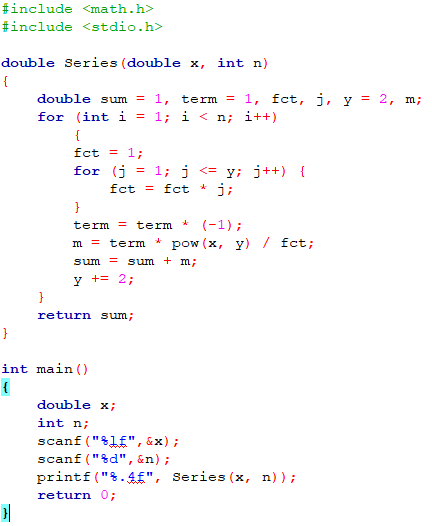 #include <math.h>
#include <stdio.h>
double Series(double x, int n)
{
double sum = 1, term = 1, fct, j, y = 2, m;
for (int i = 1; i < n; i++)
{
fct = 1;
for (j = 1; j <= y; j++) {
fct = fct * j;
}
term = term * (-1);
m = term * pow(x, y) / fct;
sum = sum + m;
y += 2;
}
return sum;
}
int main()
{
double x;
int n;
scanf("%lf",&x);
scanf("%d",&n);
printf("%.4f", Series(x, n));
return 0;
}